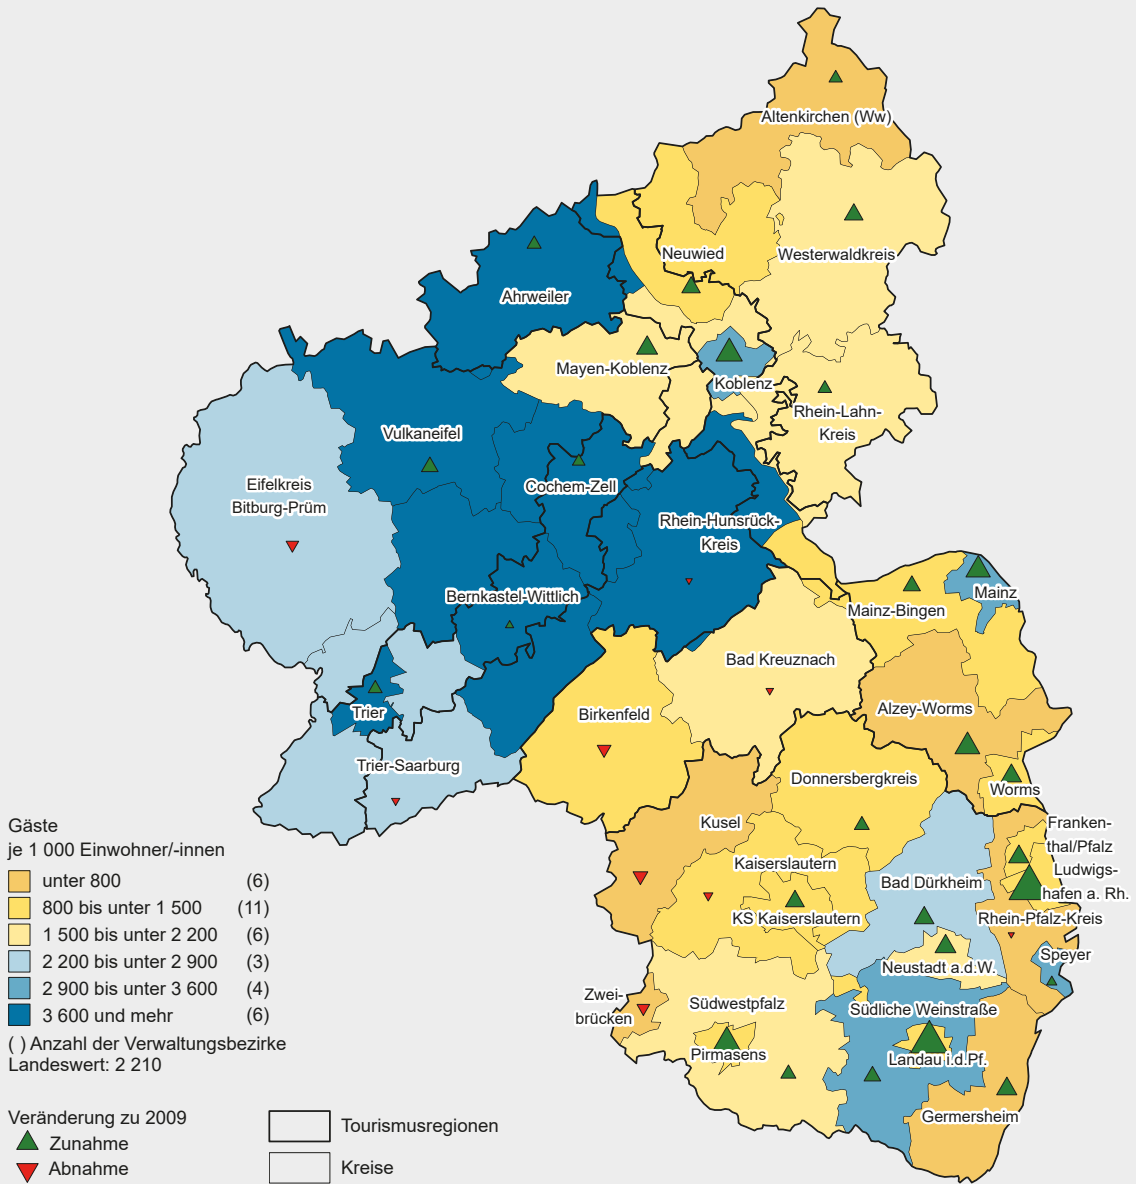 Altenkirchen (Ww)
Neuwied
Westerwaldkreis
Ahrweiler
Mayen-Koblenz
Koblenz
Rhein-Lahn-
Kreis
Vulkaneifel
Eifelkreis
Bitburg-Prüm
Cochem-Zell
Rhein-Hunsrück-
Kreis
Bernkastel-Wittlich
Mainz-Bingen
Mainz
Bad Kreuznach
Trier
Birkenfeld
Alzey-Worms
Trier-Saarburg
Donnersbergkreis
Worms
Kusel
Franken-
thal/Pfalz
Kaiserslautern
Ludwigs-
hafen a. Rh.
Bad Dürkheim
KS Kaiserslautern
Rhein-Pfalz-Kreis
Speyer
Neustadt a.d.W.
Zwei-
brücken
Südwestpfalz
Südliche Weinstraße
Pirmasens
Landau i.d.Pf.
Germersheim
Gäste
je 1 000 Einwohner/-innen
unter 800 (6)
800 bis unter 1 500 (11)
1 500 bis unter 2 200 (6)
2 200 bis unter 2 900 (3)
2 900 bis unter 3 600 (4)
3 600 und mehr (6)
( ) Anzahl der Verwaltungsbezirke
Landeswert: 2 210
Veränderung zu 2009
Zunahme
Abnahme
Tourismusregionen
Kreise